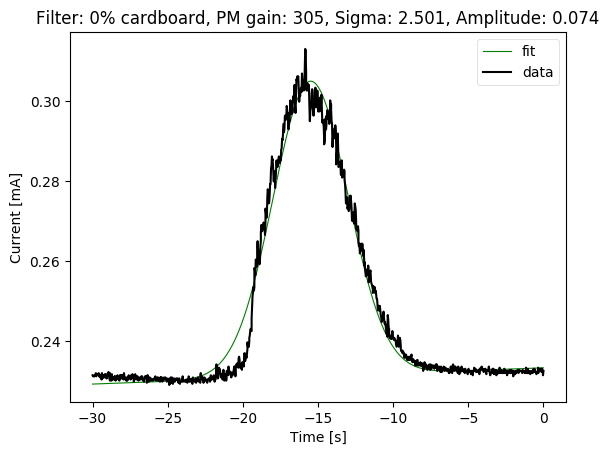 Filter: 0% cardboard, PM gain: 305, Sigma: 2.501, Amplitude: 0.074
fit
data
0.30
0.28
0.26
0.24
Current [mA]
−30
−25
−20
−15
−10
−5
0
Time [s]